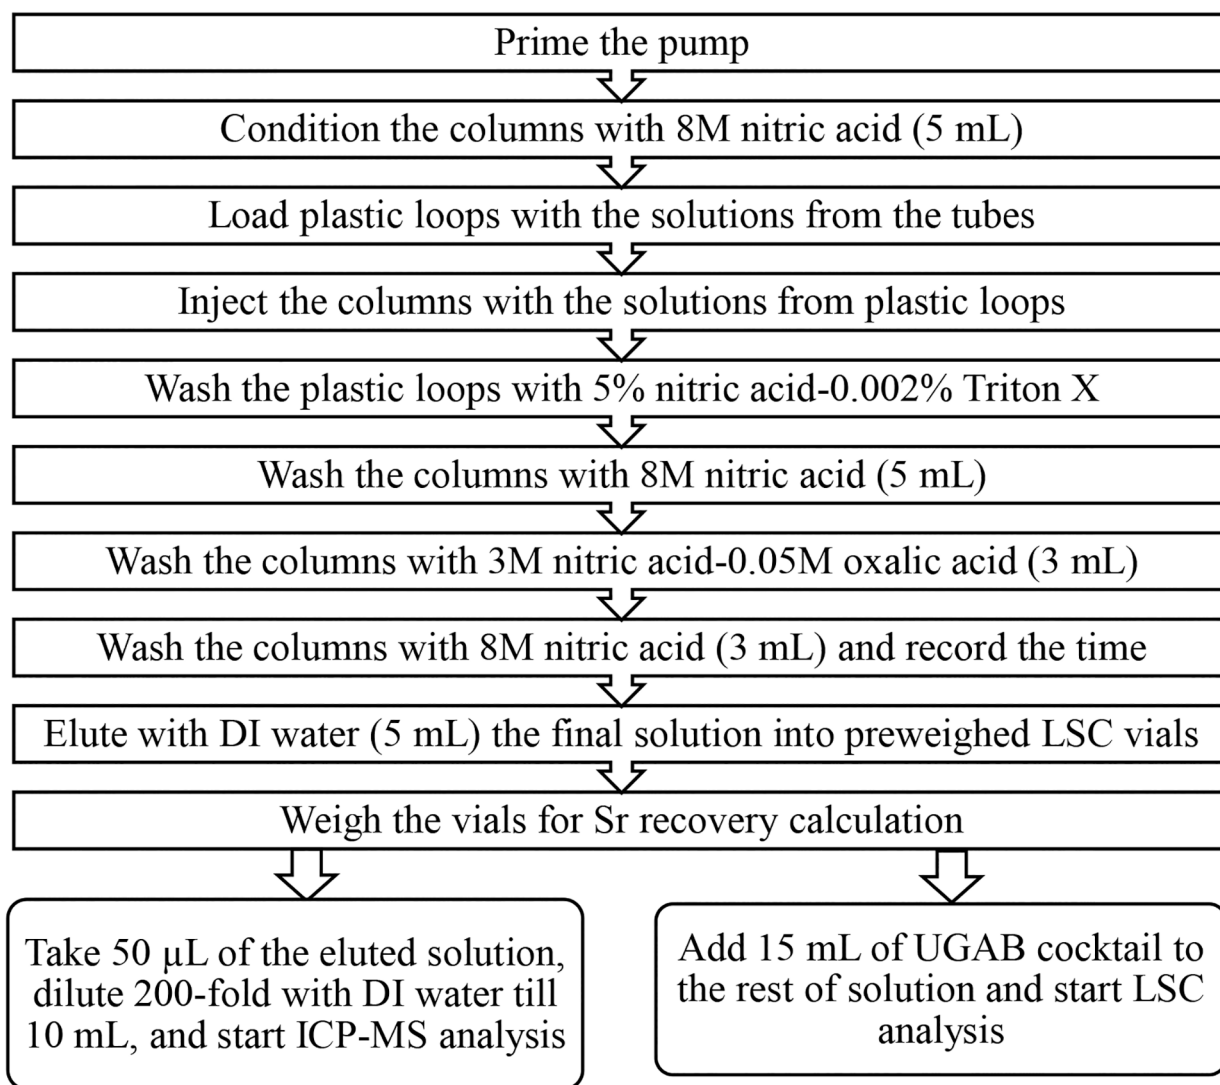 Prime the pump
Condition the columns with 8M nitric acid (5 mL)
Load plastic loops with the solutions from the tubes
Inject the columns with the solutions from plastic loops
Wash the plastic loops with 5% nitric acid-0.002% Triton X
Wash the columns with 8M nitric acid (5 mL)
Wash the columns with 3M nitric acid-0.05M oxalic acid (3 mL)
Wash the columns with 8M nitric acid (3 mL) and record the time
Elute with DI water (5 mL) the final solution into preweighed LSC vials
Weigh the vials for Sr recovery calculation
Take 50 µL of the eluted solution,
dilute 200-fold with DI water till
10 mL, and start ICP-MS analysis
Add 15 mL of UGAB cocktail to
the rest of solution and start LSC
analysis